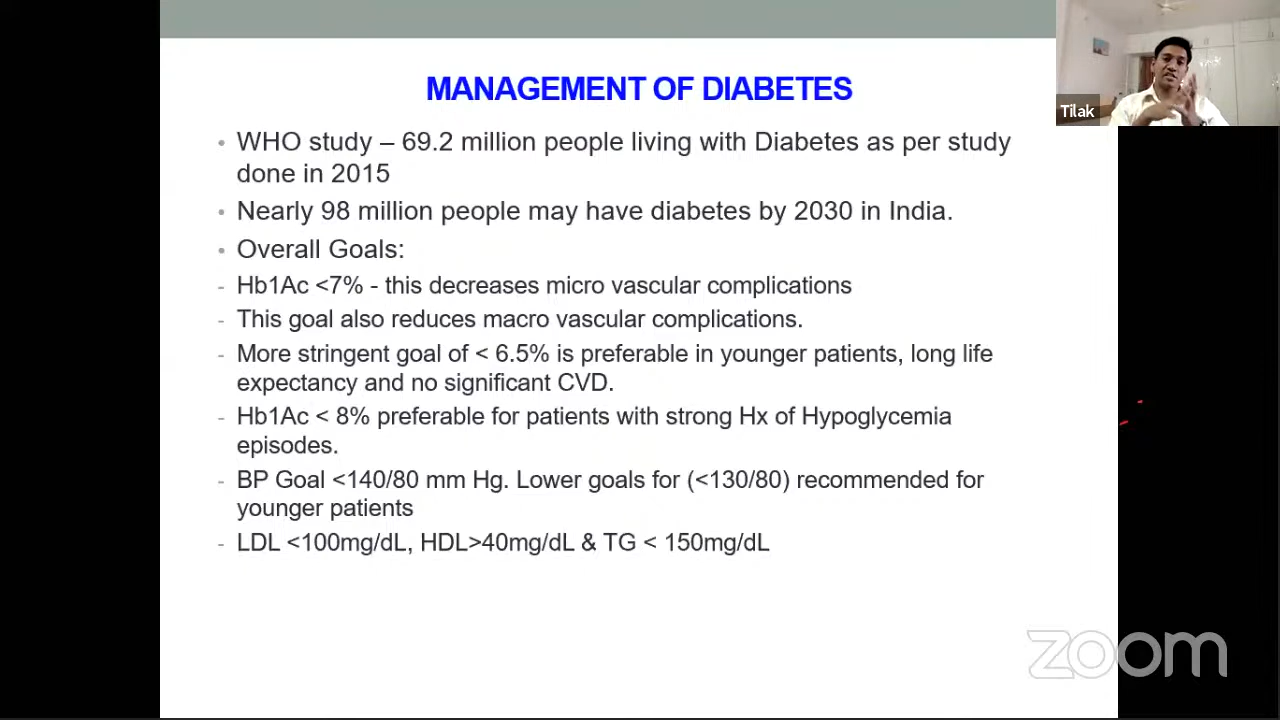 MANAGEMENT OF DIABETES
Tilak
• WHO study – 69.2 million people living with Diabetes as per study
done in 2015
• Nearly 98 million people may have diabetes by 2030 in India.
• Overall Goals:
- Hb1Ac <7% - this decreases micro vascular complications
- This goal also reduces macro vascular complications.
- More stringent goal of < 6.5% is preferable in younger patients, long life
expectancy and no significant CVD.
- Hb1Ac < 8% preferable for patients with strong Hx of Hypoglycemia
episodes.
- BP Goal <140/80 mm Hg. Lower goals for (<130/80) recommended for
younger patients
- LDL <100mg/dL, HDL>40mg/dL & TG < 150mg/dL
zoom